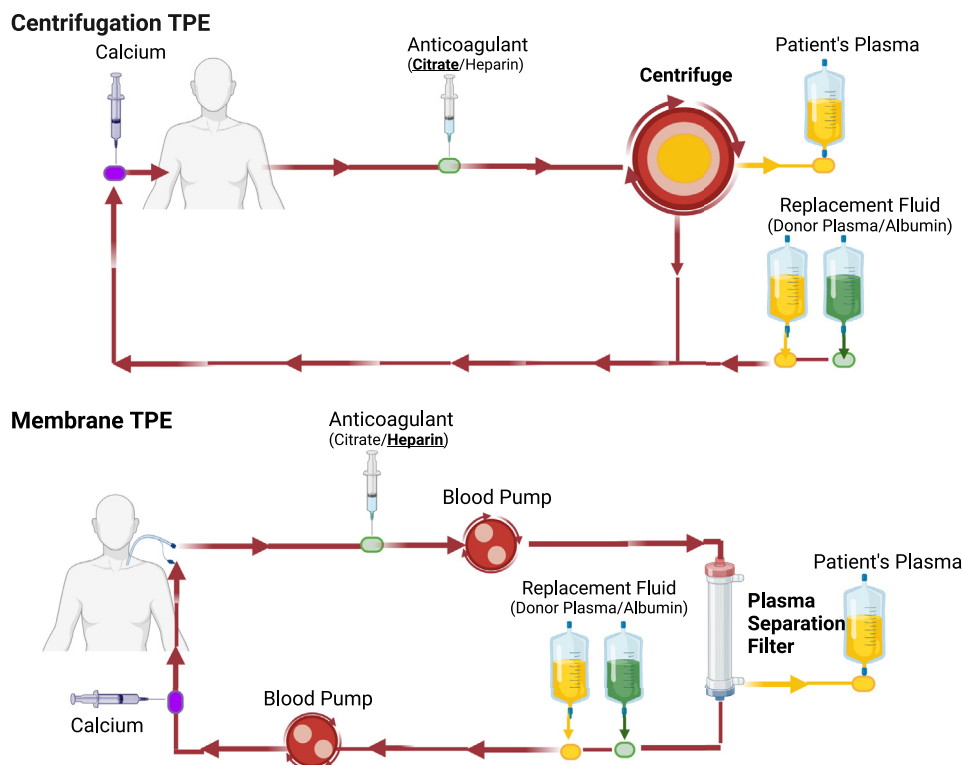 Centrifugation TPE
Calcium
Anticoagulant
(Citrate/Heparin)
Centrifuge
Patient's Plasma
Replacement Fluid
(Donor Plasma/Albumin)
Membrane TPE
Anticoagulant
(Citrate/Heparin)
Blood Pump
Replacement Fluid
(Donor Plasma/Albumin)
Plasma
Separation
Filter
Patient's Plasma
Calcium
Blood Pump